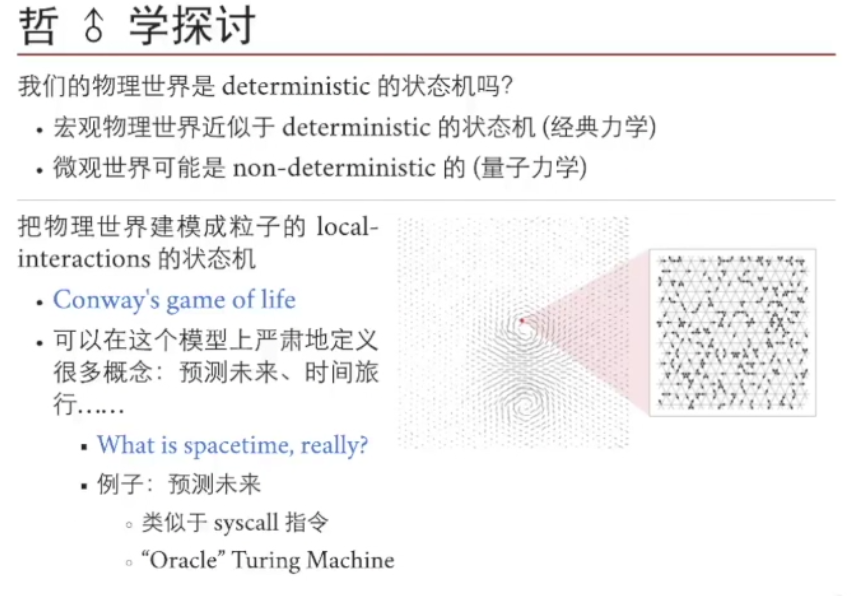 哲 ♂ 学探讨
我们的物理世界是 deterministic 的状态机吗?
• 宏观物理世界近似于 deterministic 的状态机 (经典力学)
• 微观世界可能是 non-deterministic 的 (量子力学)
把物理世界建模成粒子的 local-
interactions 的状态机
• Conway's game of life
• 可以在这个模型上严肃地定义
很多概念：预测未来、时间旅
行……
▪ What is spacetime, really?
▪ 例子：预测未来
◦ 类似于 syscall 指令
◦ “Oracle” Turing Machine